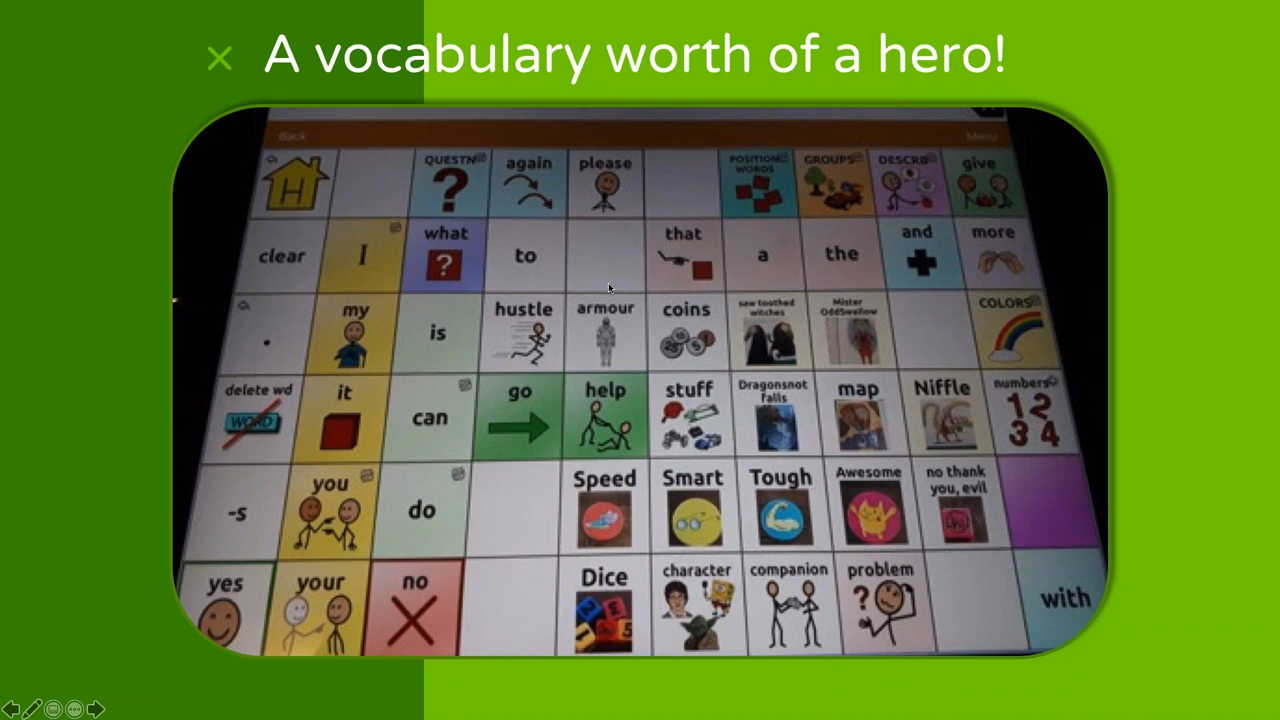 × A vocabulary worth of a hero!
Back Menu
QUESTN again please POSITION WORDS GROUPS DESCRB give
H
?
clear I what to that a the and more
?
. my is hustle armour coins saw toothed witches Mister OddSwallow COLORS
delete wd it can go help stuff Dragonsnot falls map Niffle numbers
WORD
1 2
3 4
-s you do Speed Smart Tough Awesome no thank you, evil
yes your no Dice character companion problem with
?